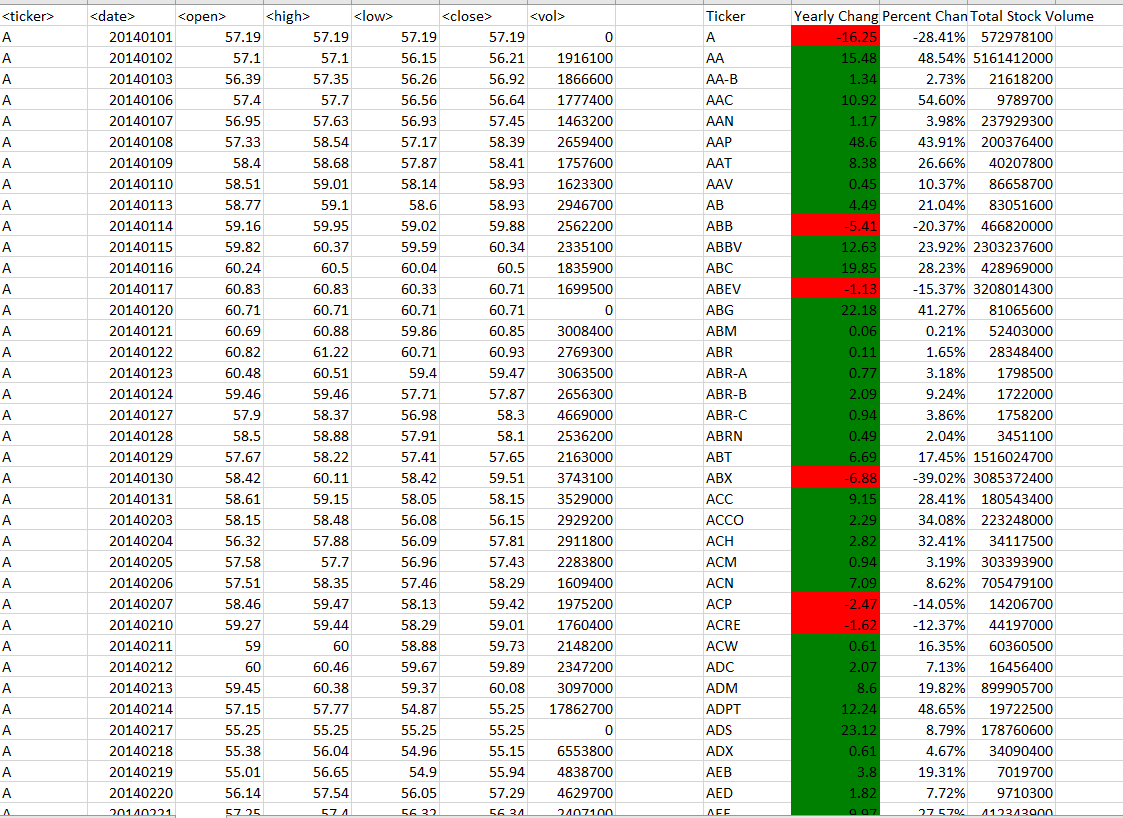 <ticker> <date> <open> <high> <low> <close> <vol> Ticker Yearly Chang Percent Chan Total Stock Volume
A 20140101 57.19 57.19 57.19 57.19 0 A -16.25 -28.41% 572978100
A 20140102 57.1 57.1 56.15 56.21 1916100 AA 15.48 48.54% 5161412000
A 20140103 56.39 57.35 56.26 56.92 1866600 AA-B 1.34 2.73% 21618200
A 20140106 57.4 57.7 56.56 56.64 1777400 AAC 10.92 54.60% 9789700
A 20140107 56.95 57.63 56.93 57.45 1463200 AAN 1.17 3.98% 237929300
A 20140108 57.33 58.54 57.17 58.39 2659400 AAP 48.6 43.91% 200376400
A 20140109 58.4 58.68 57.87 58.41 1757600 AAT 8.38 26.66% 40207800
A 20140110 58.51 59.01 58.14 58.93 1623300 AAV 0.45 10.37% 86658700
A 20140113 58.77 59.1 58.6 58.93 2946700 AB 4.49 21.04% 83051600
A 20140114 59.16 59.95 59.02 59.88 2562200 ABB -5.41 -20.37% 466820000
A 20140115 59.82 60.37 59.59 60.34 2335100 ABBV 12.63 23.92% 2303237600
A 20140116 60.24 60.5 60.04 60.5 1835900 ABC 19.85 28.23% 428969000
A 20140117 60.83 60.83 60.33 60.71 1699500 ABEV -1.13 -15.37% 3208014300
A 20140120 60.71 60.71 60.71 60.71 0 ABG 22.18 41.27% 81065600
A 20140121 60.69 60.88 59.86 60.85 3008400 ABM 0.06 0.21% 52403000
A 20140122 60.82 61.22 60.71 60.93 2769300 ABR 0.11 1.65% 28348400
A 20140123 60.48 60.51 59.4 59.47 3063500 ABR-A 0.77 3.18% 1798500
A 20140124 59.46 59.46 57.71 57.87 2656300 ABR-B 2.09 9.24% 1722000
A 20140127 57.9 58.37 56.98 58.3 4669000 ABR-C 0.94 3.86% 1758200
A 20140128 58.5 58.88 57.91 58.1 2536200 ABRN 0.49 2.04% 3451100
A 20140129 57.67 58.22 57.41 57.65 2163000 ABT 6.69 17.45% 1516024700
A 20140130 58.42 60.11 58.42 59.51 3743100 ABX -6.88 -39.02% 3085372400
A 20140131 58.61 59.15 58.05 58.15 3529000 ACC 9.15 28.41% 180543400
A 20140203 58.15 58.48 56.08 56.15 2929200 ACCO 2.29 34.08% 223248000
A 20140204 56.32 57.88 56.09 57.81 2911800 ACH 2.82 32.41% 34117500
A 20140205 57.58 57.7 56.96 57.43 2283800 ACM 0.94 3.19% 303393900
A 20140206 57.51 58.35 57.46 58.29 1609400 ACN 7.09 8.62% 705479100
A 20140207 58.46 59.47 58.13 59.42 1975200 ACP -2.47 -14.05% 14206700
A 20140210 59.27 59.44 58.29 59.01 1760400 ACRE -1.62 -12.37% 44197000
A 20140211 59 60 58.88 59.73 2148200 ACW 0.61 16.35% 60360500
A 20140212 60 60.46 59.67 59.89 2347200 ADC 2.07 7.13% 16456400
A 20140213 59.45 60.38 59.37 60.08 3097000 ADM 8.6 19.82% 899905700
A 20140214 57.15 57.77 54.87 55.25 17862700 ADPT 12.24 48.65% 19722500
A 20140217 55.25 55.25 55.25 55.25 0 ADS 23.12 8.79% 178760600
A 20140218 55.38 56.04 54.96 55.15 6553800 ADX 0.61 4.67% 34090400
A 20140219 55.01 56.65 54.9 55.94 4838700 AEB 3.8 19.31% 7019700
A 20140220 56.14 57.54 56.05 57.29 4629700 AED 1.82 7.72% 9710300
A 20140221 57.25 57.4 56.32 56.34 2407100 9.97 27.57% 412343900